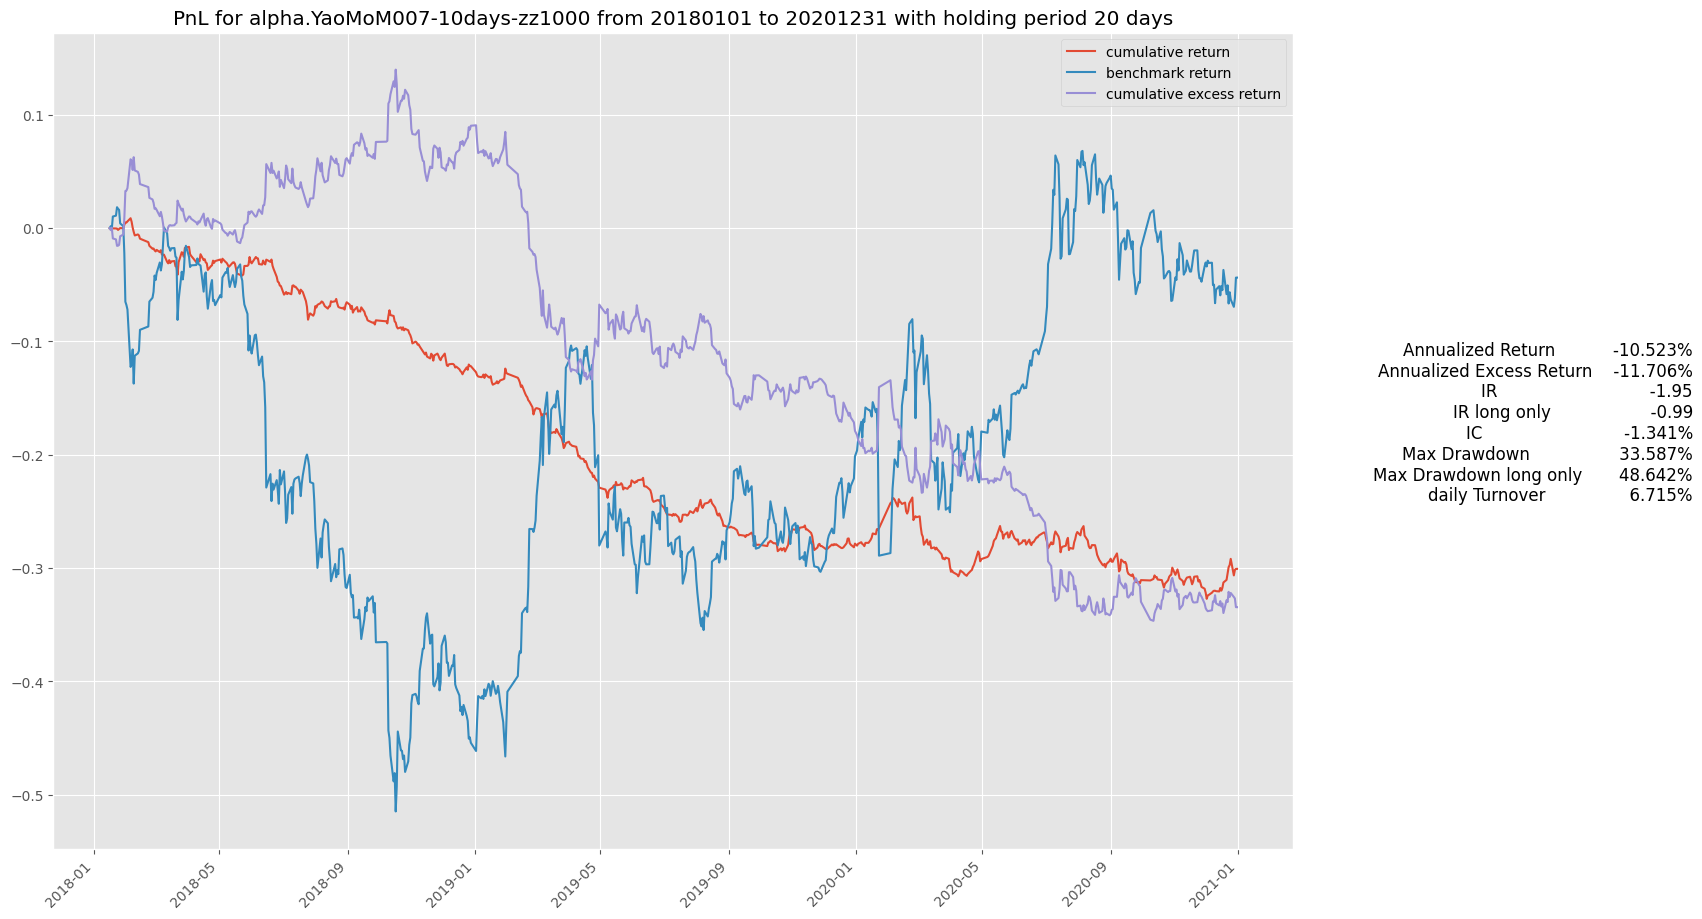 PnL for alpha.YaoMoM007-10days-zz1000 from 20180101 to 20201231 with holding period 20 days
cumulative return
benchmark return
cumulative excess return
0.1
0.0
−0.1
−0.2
−0.3
−0.4
−0.5
2018-01
2018-05
2018-09
2019-01
2019-05
2019-09
2020-01
2020-05
2020-09
2021-01
Annualized Return -10.523%
Annualized Excess Return -11.706%
IR -1.95
IR long only -0.99
IC -1.341%
Max Drawdown 33.587%
Max Drawdown long only 48.642%
daily Turnover 6.715%